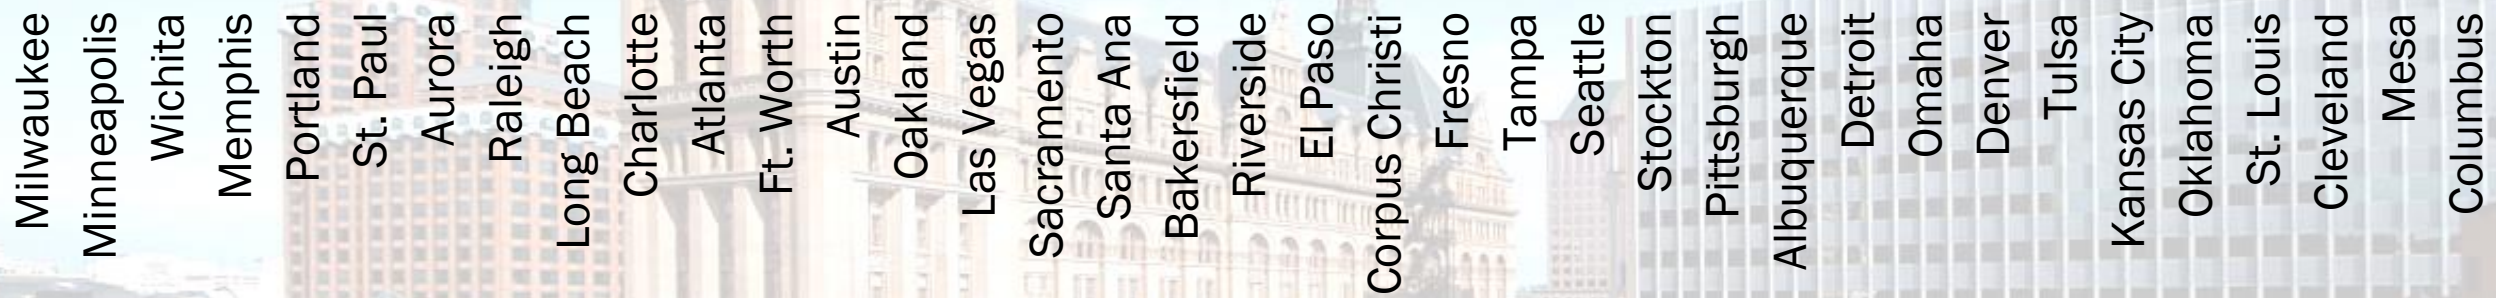 Milwaukee
Minneapolis
Wichita
Memphis
Portland
St. Paul
Aurora
Raleigh
Long Beach
Charlotte
Atlanta
Ft. Worth
Austin
Oakland
Las Vegas
Sacramento
Santa Ana
Bakersfield
Riverside
El Paso
Corpus Christi
Fresno
Tampa
Seattle
Stockton
Pittsburgh
Albuquerque
Detroit
Omaha
Denver
Tulsa
Kansas City
Oklahoma
St. Louis
Cleveland
Mesa
Columbus